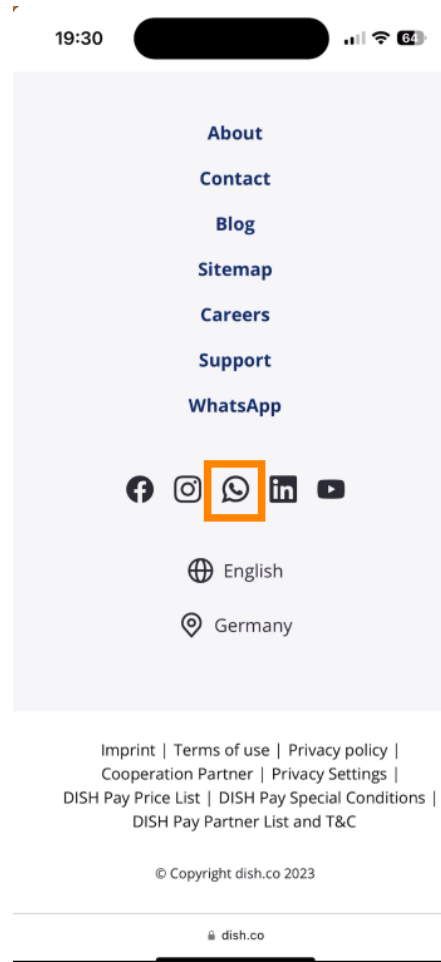 19:30
64
About
Contact
Blog
Sitemap
Careers
Support
WhatsApp
in
English
Germany
Imprint | Terms of use | Privacy policy |
Cooperation Partner | Privacy Settings |
DISH Pay Price List | DISH Pay Special Conditions |
DISH Pay Partner List and T&C
© Copyright dish.co 2023
dish.co